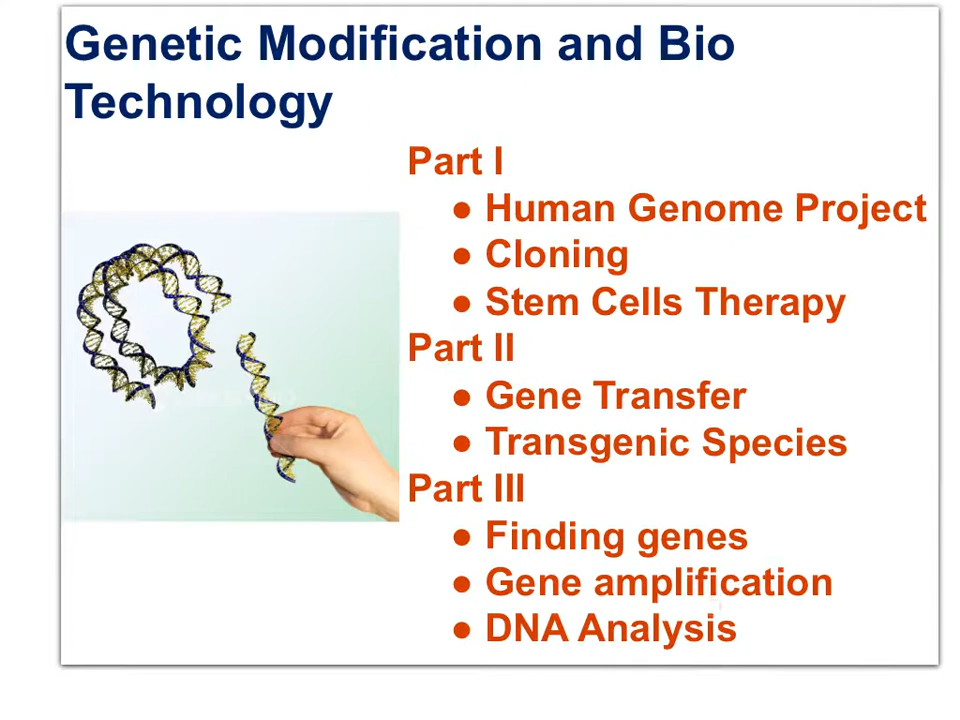 Genetic Modification and Bio
Technology
Part I
● Human Genome Project
● Cloning
● Stem Cells Therapy
Part II
● Gene Transfer
● Transgenic Species
Part III
● Finding genes
● Gene amplification
● DNA Analysis